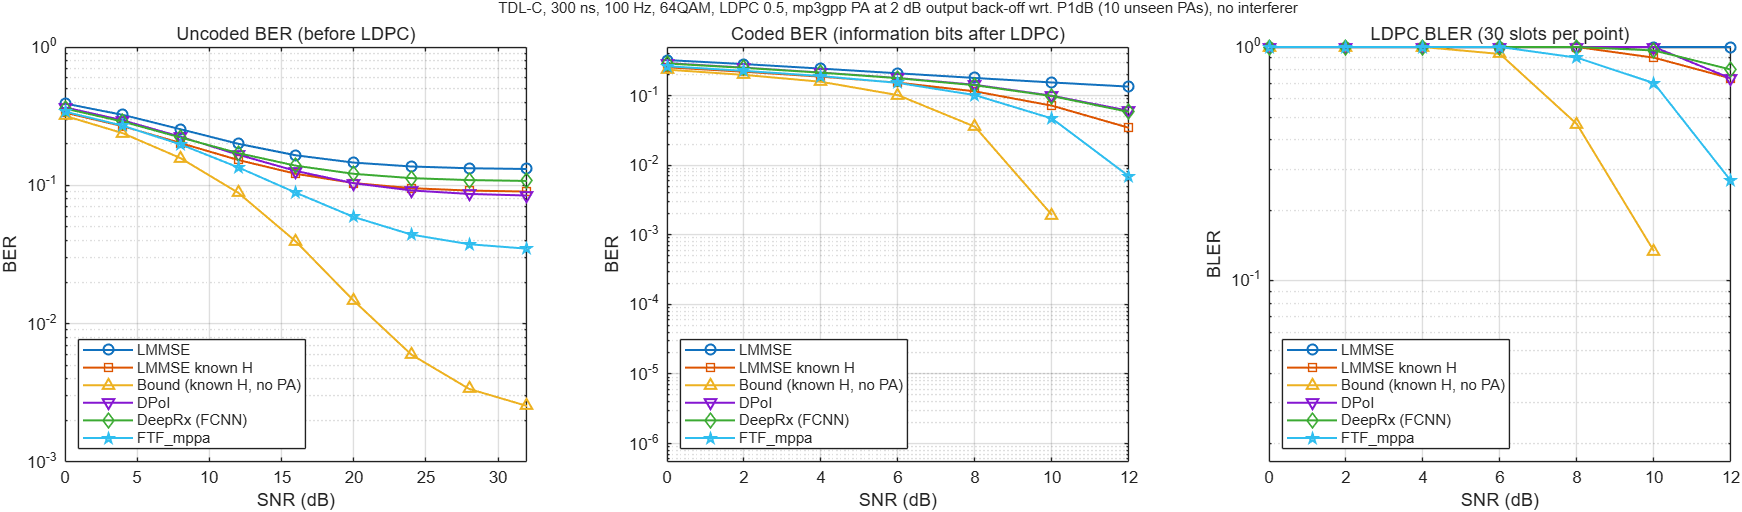 TDL-C, 300 ns, 100 Hz, 64QAM, LDPC 0.5, mp3gpp PA at 2 dB output back-off wrt. P1dB (10 unseen PAs), no interferer
Uncoded BER (before LDPC)
10^0
10^-1
10^-2
10^-3
BER
0 5 10 15 20 25 30
SNR (dB)
LMMSE
LMMSE known H
Bound (known H, no PA)
DPoI
DeepRx (FCNN)
FTF_mppa
Coded BER (information bits after LDPC)
10^-1
10^-2
10^-3
10^-4
10^-5
10^-6
BER
0 2 4 6 8 10 12
SNR (dB)
LMMSE
LMMSE known H
Bound (known H, no PA)
DPoI
DeepRx (FCNN)
FTF_mppa
LDPC BLER (30 slots per point)
10^0
10^-1
BLER
0 2 4 6 8 10 12
SNR (dB)
LMMSE
LMMSE known H
Bound (known H, no PA)
DPoI
DeepRx (FCNN)
FTF_mppa